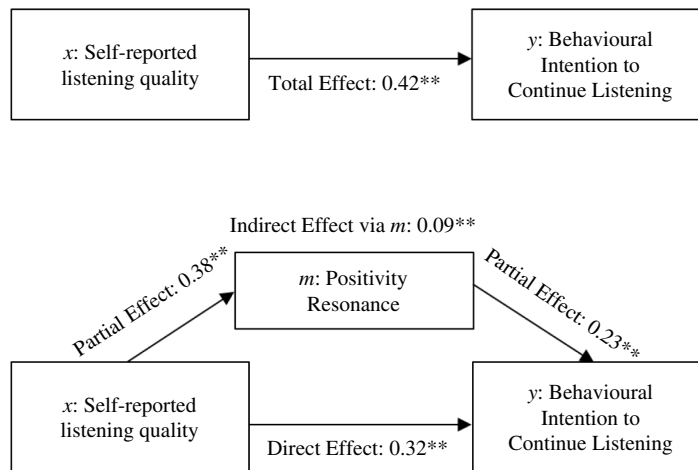 x: Self-reported
listening quality
Total Effect: 0.42**
y: Behavioural
Intention to
Continue Listening
Indirect Effect via m: 0.09**
Partial Effect: 0.38**
m: Positivity
Resonance
Partial Effect: 0.23**
x: Self-reported
listening quality
Direct Effect: 0.32**
y: Behavioural
Intention to
Continue Listening